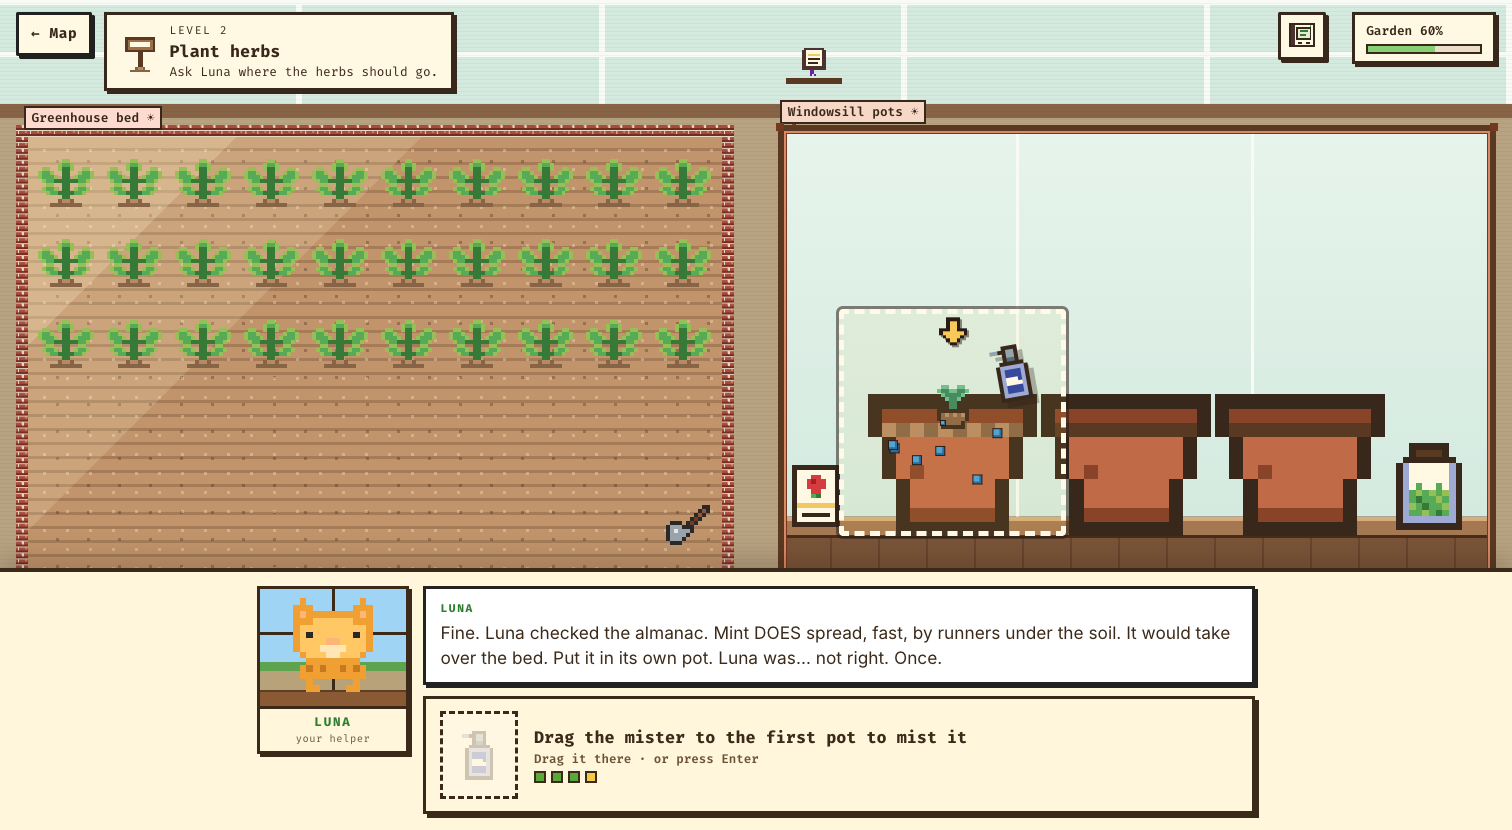 ← Map
LEVEL 2
Plant herbs
Ask Luna where the herbs should go.
Garden 60%
Greenhouse bed ☀
Windowsill pots ☀
LUNA
Fine. Luna checked the almanac. Mint DOES spread, fast, by runners under the soil. It would take
over the bed. Put it in its own pot. Luna was... not right. Once.
LUNA
your helper
Drag the mister to the first pot to mist it
Drag it there · or press Enter